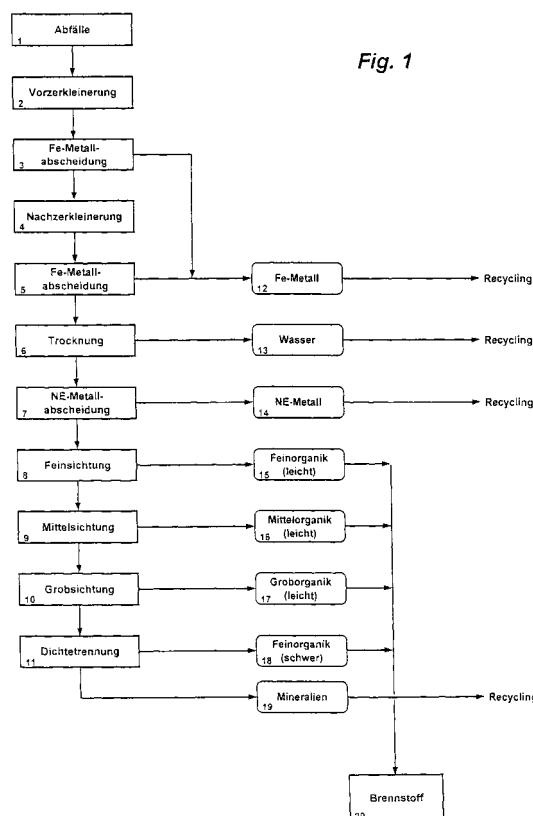 Fig. 1
Abfälle
1
Vorzerkleinerung
2
Fe-Metall-
abscheidung
3
Nachzerkleinerung
4
Fe-Metall-
abscheidung
5
Fe-Metall
12
Recycling
Trocknung
6
Wasser
13
Recycling
NE-Metall-
abscheidung
7
NE-Metall
14
Recycling
Feinsichtung
8
Feinorganik
(leicht)
15
Mittelsichtung
9
Mittelorganik
(leicht)
16
Grobsichtung
10
Groborganik
(leicht)
17
Dichtetrennung
11
Feinorganik
(schwer)
18
Mineralien
19
Recycling
Brennstoff
20